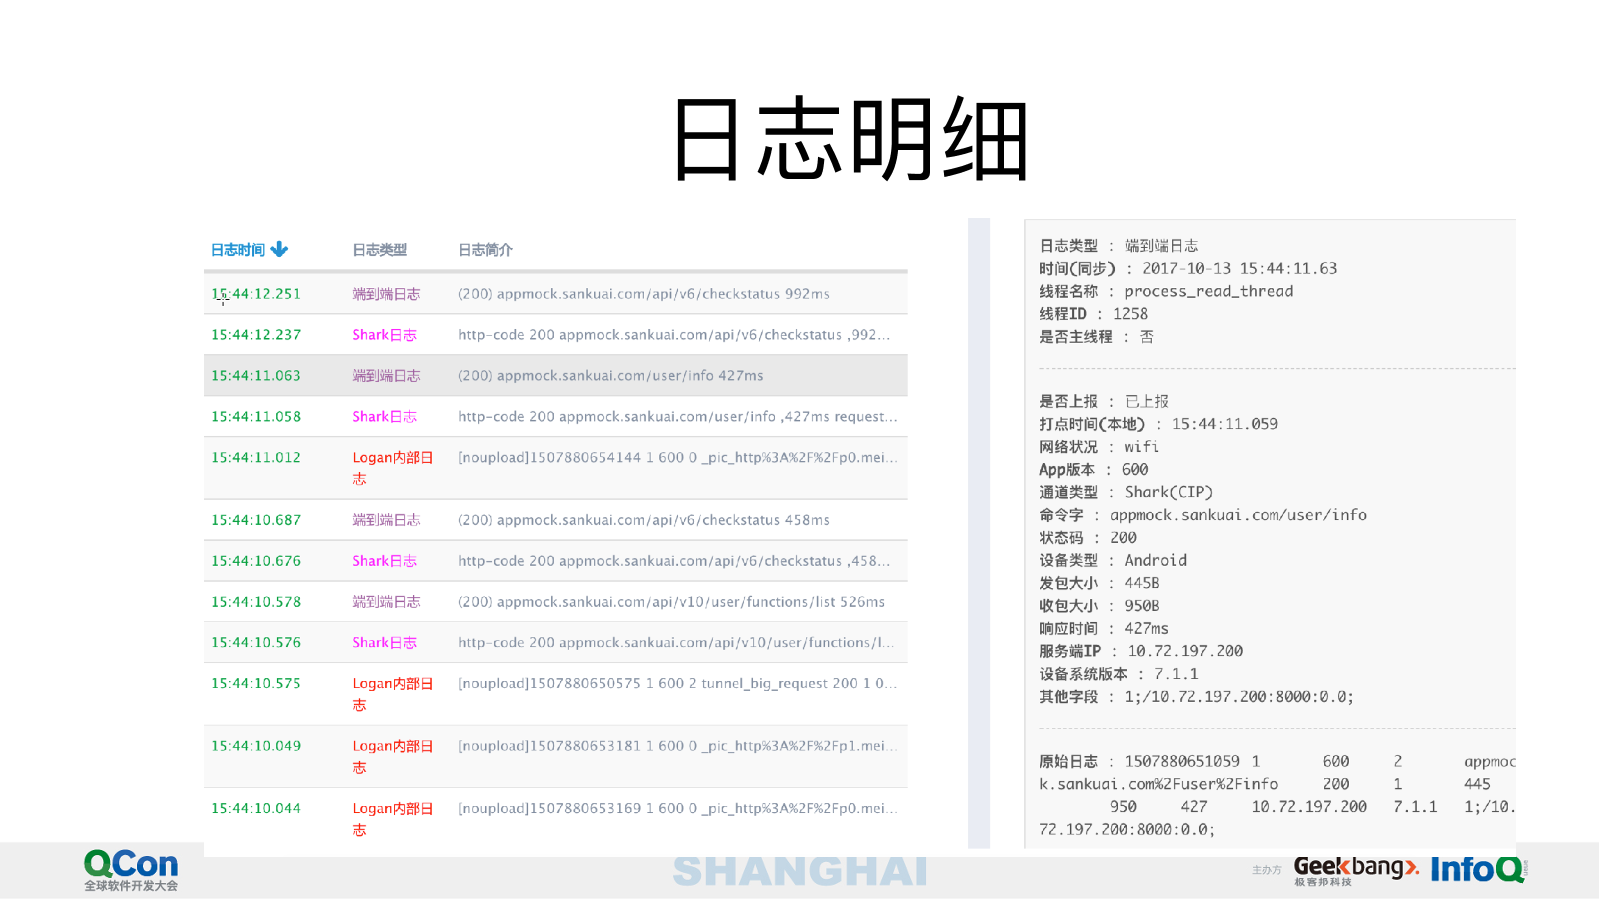 日志明细
日志时间 日志类型 日志简介
15:44:12.251 端到端日志 (200) appmock.sankuai.com/api/v6/checkstatus 992ms
15:44:12.237 Shark日志 http-code 200 appmock.sankuai.com/api/v6/checkstatus ,992...
15:44:11.063 端到端日志 (200) appmock.sankuai.com/user/info 427ms
15:44:11.058 Shark日志 http-code 200 appmock.sankuai.com/user/info ,427ms request...
15:44:11.012 Logan内部日 [noupload]1507880654144 1 600 0 _pic_http%3A%2F%2Fp0.mei...
志
15:44:10.687 端到端日志 (200) appmock.sankuai.com/api/v6/checkstatus 458ms
15:44:10.676 Shark日志 http-code 200 appmock.sankuai.com/api/v6/checkstatus ,458...
15:44:10.578 端到端日志 (200) appmock.sankuai.com/api/v10/user/functions/list 526ms
15:44:10.576 Shark日志 http-code 200 appmock.sankuai.com/api/v10/user/functions/l...
15:44:10.575 Logan内部日 [noupload]1507880650575 1 600 2 tunnel_big_request 200 1 0...
志
15:44:10.049 Logan内部日 [noupload]1507880653181 1 600 0 _pic_http%3A%2F%2Fp1.mei...
志
15:44:10.044 Logan内部日 [noupload]1507880653169 1 600 0 _pic_http%3A%2F%2Fp0.mei...
志
日志类型 : 端到端日志
时间(同步) : 2017-10-13 15:44:11.63
线程名称 : process_read_thread
线程ID : 1258
是否主线程 : 否
是否上报 : 已上报
打点时间(本地) : 15:44:11.059
网络状况 : wifi
App版本 : 600
通道类型 : Shark(CIP)
命令字 : appmock.sankuai.com/user/info
状态码 : 200
设备类型 : Android
发包大小 : 445B
收包大小 : 950B
响应时间 : 427ms
服务端IP : 10.72.197.200
设备系统版本 : 7.1.1
其他字段 : 1;/10.72.197.200:8000:0.0;
原始日志 : 1507880651059 1 600 2 appmoc
k.sankuai.com%2Fuser%2Finfo 200 1 445
950 427 10.72.197.200 7.1.1 1;/10.
72.197.200:8000:0.0;
QCon
全球软件开发大会
SHANGHAI
主办方
Geekbang>.
极客邦科技
InfoQ